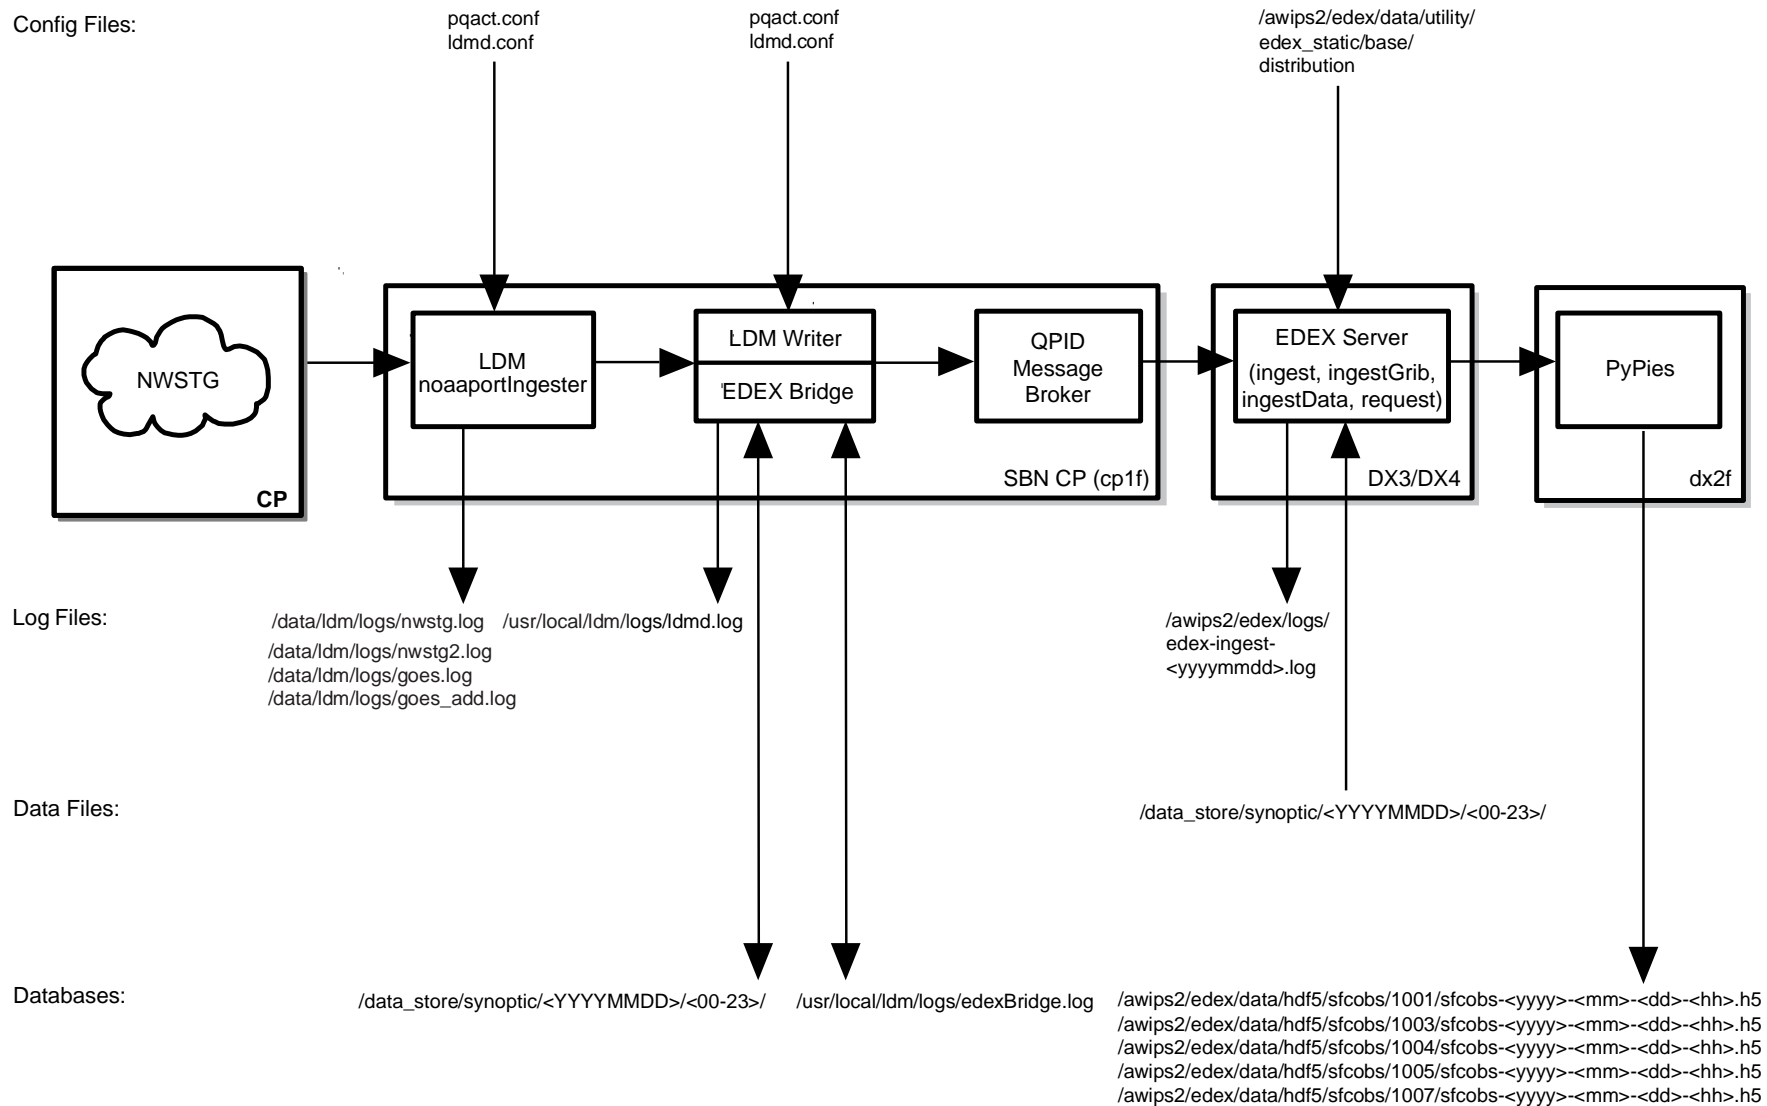 Config Files:
pqact.conf
ldmd.conf
pqact.conf
ldmd.conf
/awips2/edex/data/utility/
edex_static/base/
distribution
NWSTG
CP
LDM
noaaportIngester
LDM Writer
EDEX Bridge
QPID
Message
Broker
SBN CP (cp1f)
EDEX Server
(ingest, ingestGrib,
ingestData, request)
DX3/DX4
PyPies
dx2f
Log Files:
/data/ldm/logs/nwstg.log
/data/ldm/logs/nwstg2.log
/data/ldm/logs/goes.log
/data/ldm/logs/goes_add.log
/usr/local/ldm/logs/ldmd.log
/awips2/edex/logs/
edex-ingest-
<yyyymmdd>.log
Data Files:
/data_store/synoptic/<YYYYMMDD>/<00-23>/
Databases:
/data_store/synoptic/<YYYYMMDD>/<00-23>/
/usr/local/ldm/logs/edexBridge.log
/awips2/edex/data/hdf5/sfcobs/1001/sfcobs-<yyyy>-<mm>-<dd>-<hh>.h5
/awips2/edex/data/hdf5/sfcobs/1003/sfcobs-<yyyy>-<mm>-<dd>-<hh>.h5
/awips2/edex/data/hdf5/sfcobs/1004/sfcobs-<yyyy>-<mm>-<dd>-<hh>.h5
/awips2/edex/data/hdf5/sfcobs/1005/sfcobs-<yyyy>-<mm>-<dd>-<hh>.h5
/awips2/edex/data/hdf5/sfcobs/1007/sfcobs-<yyyy>-<mm>-<dd>-<hh>.h5